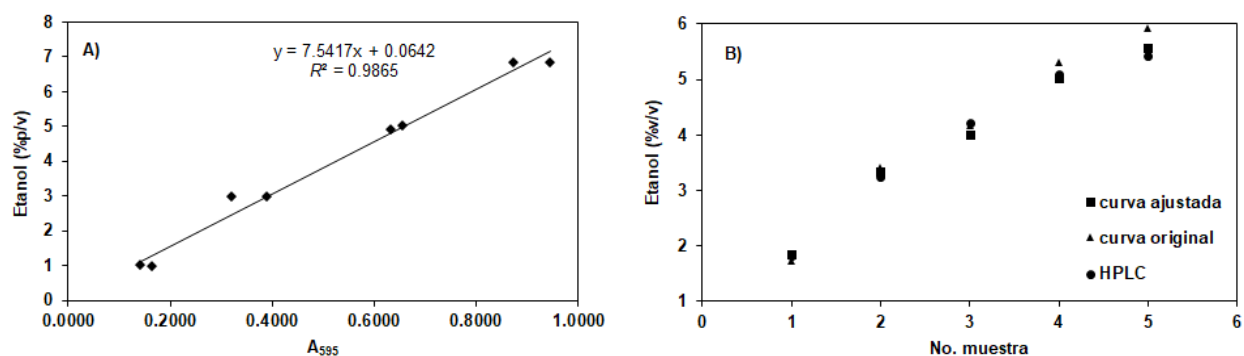 A)
y = 7.5417x + 0.0642
R² = 0.9865
Etanol (%p/v)
8
7
6
5
4
3
2
1
0
0.0000 0.2000 0.4000 0.6000 0.8000 1.0000
A595
B)
Etanol (%v/v)
6
5
4
3
2
1
curva ajustada
curva original
HPLC
0 1 2 3 4 5 6
No. muestra